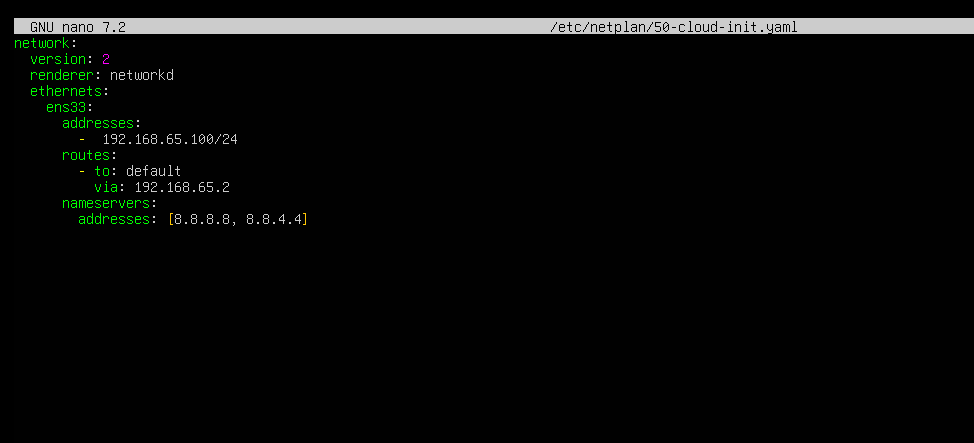 GNU nano 7.2 /etc/netplan/50-cloud-init.yaml
network:
  version: 2
  renderer: networkd
  ethernets:
    ens33:
      addresses:
        -  192.168.65.100/24
      routes:
        - to: default
          via: 192.168.65.2
      nameservers:
        addresses: [8.8.8.8, 8.8.4.4]